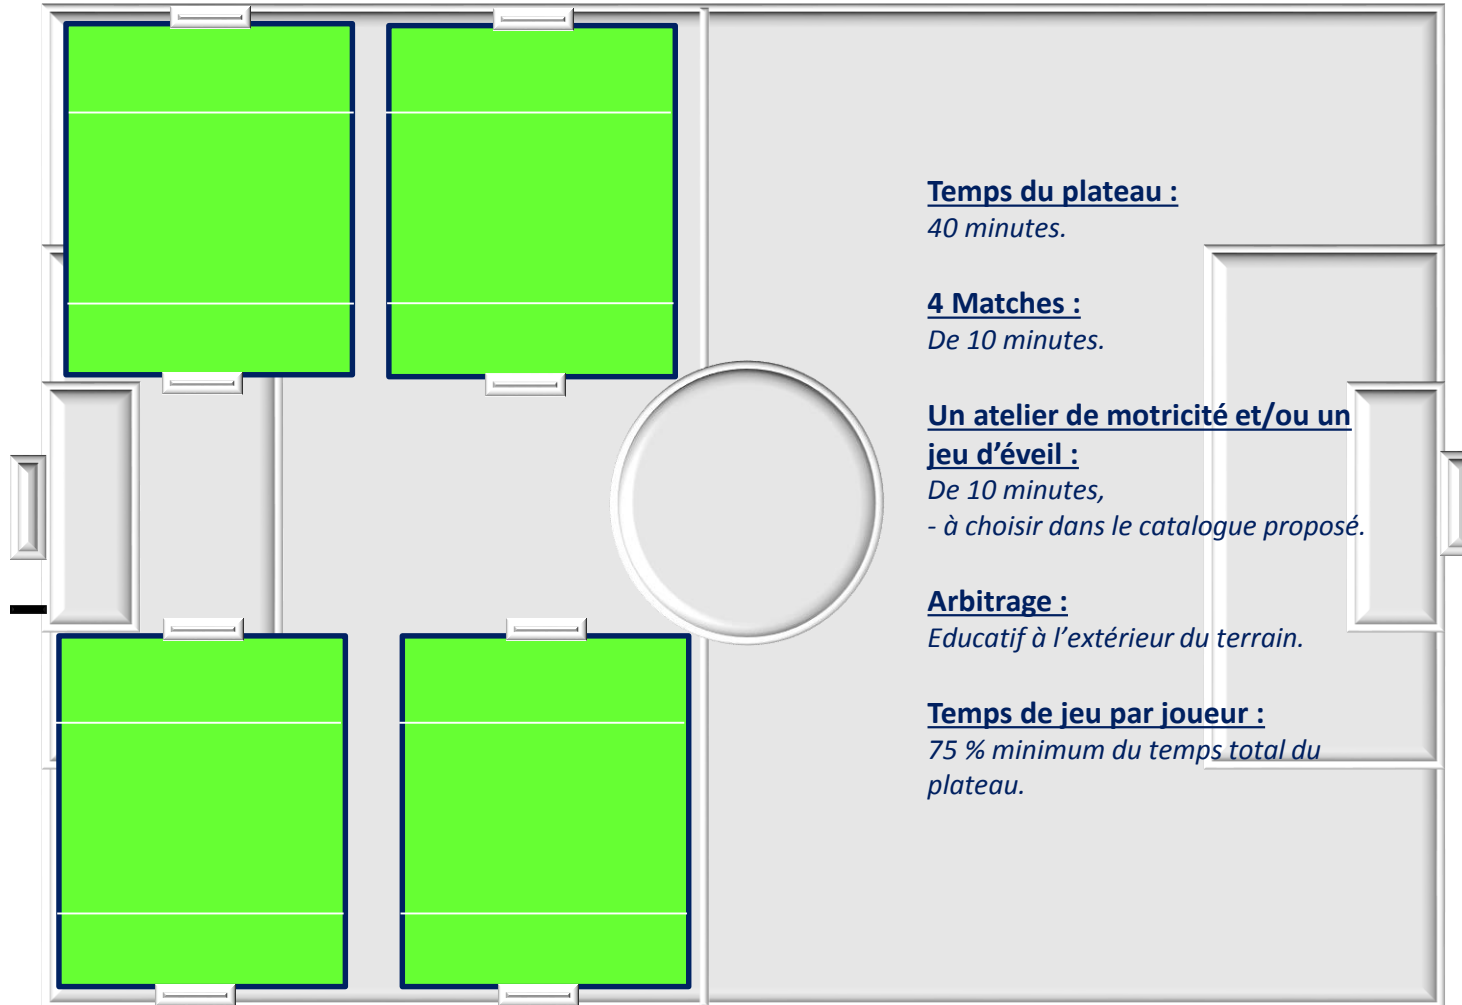 Temps du plateau :
40 minutes.
4 Matches :
De 10 minutes.
Un atelier de motricité et/ou un
jeu d’éveil :
De 10 minutes,
- à choisir dans le catalogue proposé.
Arbitrage :
Educatif à l’extérieur du terrain.
Temps de jeu par joueur :
75 % minimum du temps total du
plateau.